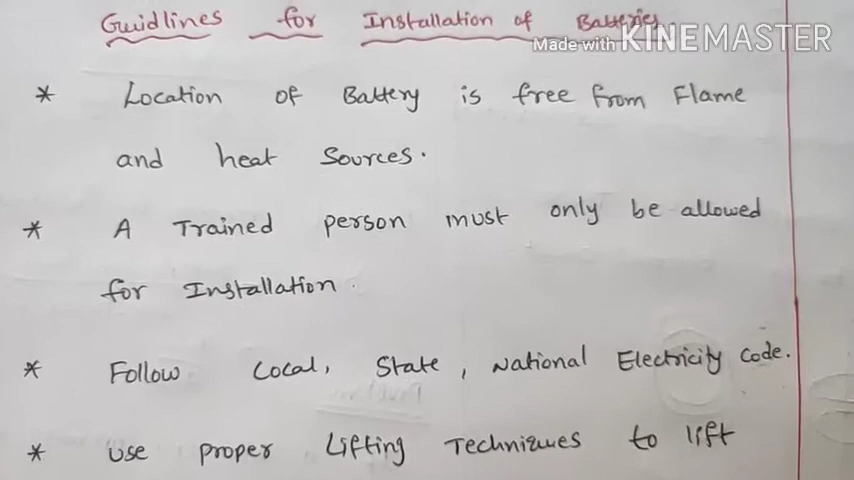 Guidlines for Installation of Batteries
Made with KINEMASTER
* Location of Battery is free from Flame
and heat Sources.
* A Trained person must only be allowed
for Installation.
* Follow Local, State, National Electricity Code.
* Use proper Lifting Techniques to lift